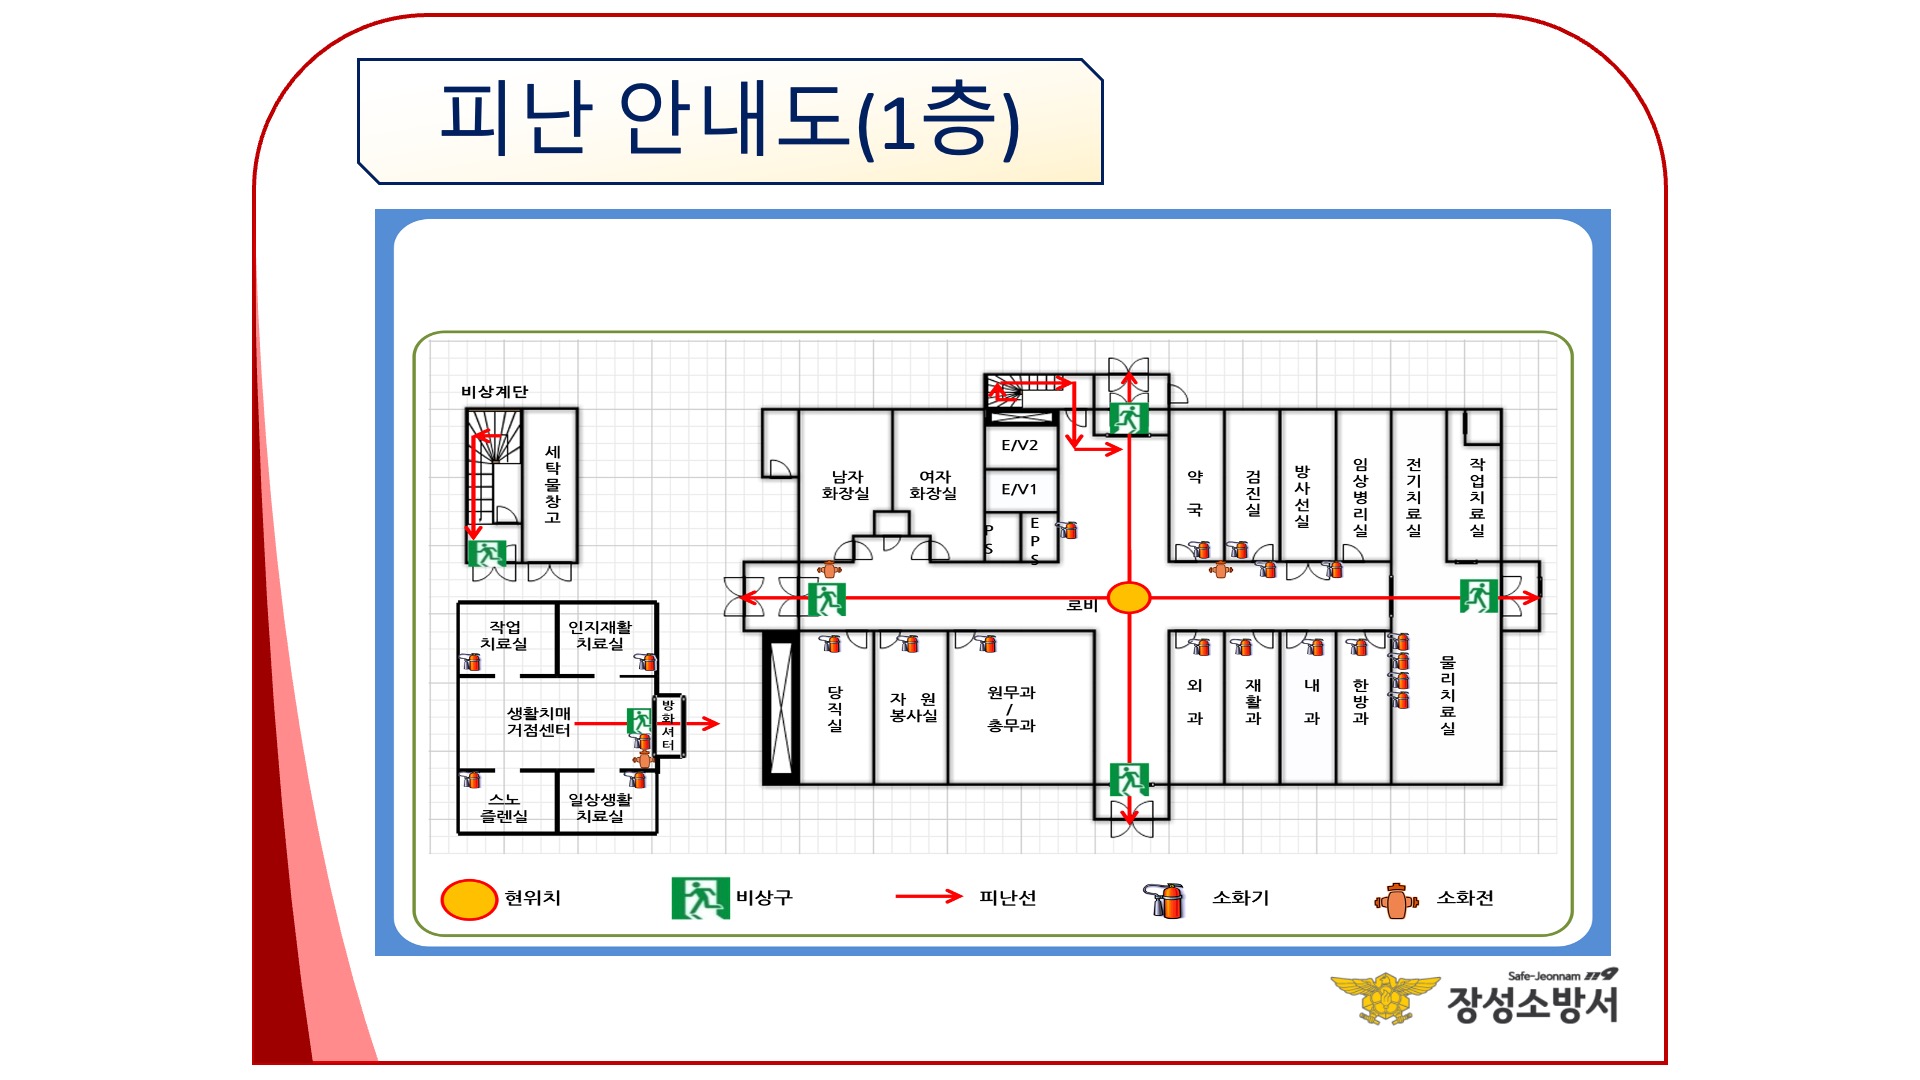 피난 안내도(1층)
비상계단
세탁물창고
남자
화장실
여자
화장실
E/V2
E/V1
PS
EPS
약 국
검진실
방사선실
임상병리실
전기치료실
작업치료실
로비
작업
치료실
인지재활
치료실
생활치매
거점센터
방화셔터
스노
즐렌실
일상생활
치료실
당직실
자 원
봉사실
원무과
/
총무과
외 과
재활과
내 과
한방과
물리치료실
현위치
비상구
피난선
소화기
소화전
Safe-Jeonnam 119
장성소방서